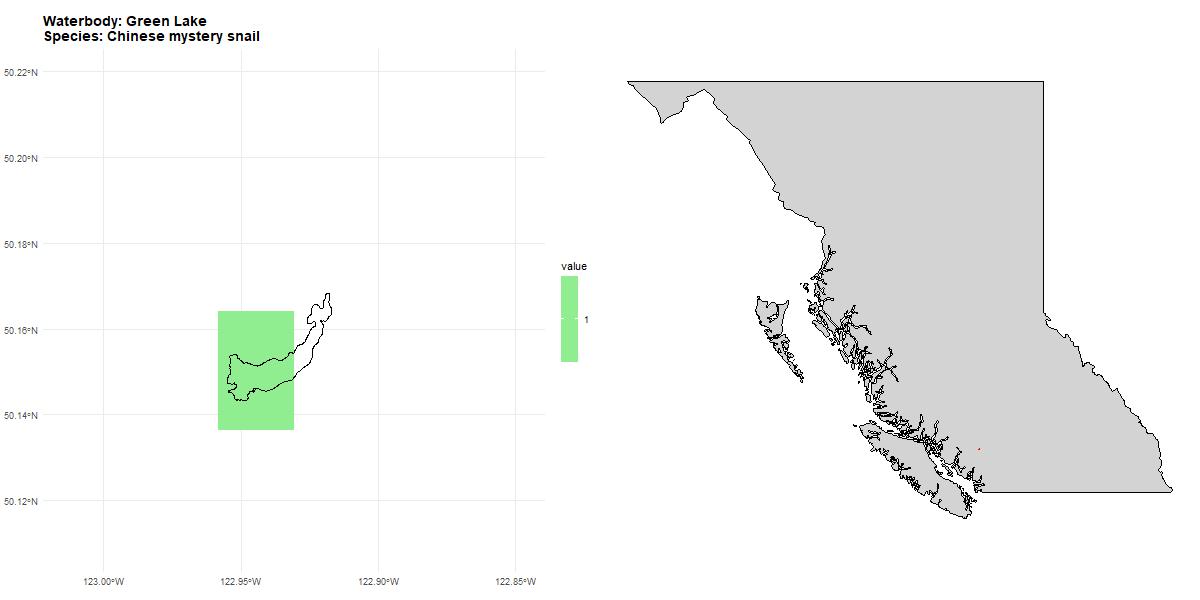 Waterbody: Green Lake
Species: Chinese mystery snail
50.22°N
50.20°N
50.18°N
50.16°N
50.14°N
50.12°N
123.00°W
122.95°W
122.90°W
122.85°W
value
1